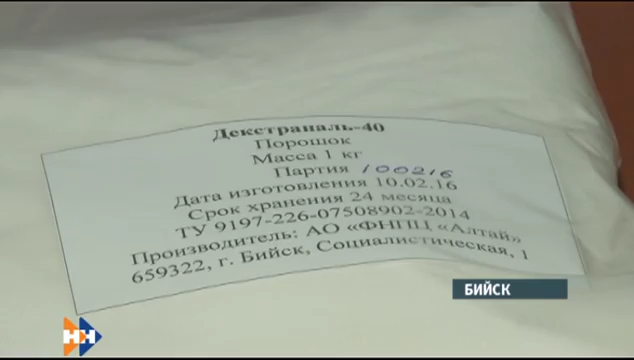 Декстраналь-40
Порошок
Масса 1 кг
Партия 100216
Дата изготовления 10.02.16
Срок хранения 24 месяца
ТУ 9197-226-07508902-2014
Производитель: АО «ФНПЦ «Алтай»
659322, г. Бийск, Социалистическая, 1
БИЙСК
НН